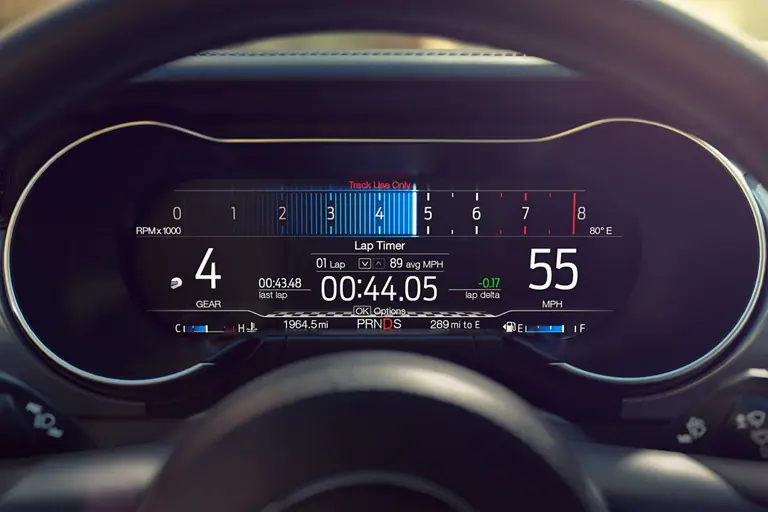 Track Use Only
0 1 2 3 4 5 6 7 8
RPM x 1000
80° E
Lap Timer
01 Lap 89 avg MPH
4
GEAR
00:43.48
last lap
00:44.05
-0.17
lap delta
55
MPH
OK Options
C H
1964.5 mi
PRNDS
289 mi to E
E F